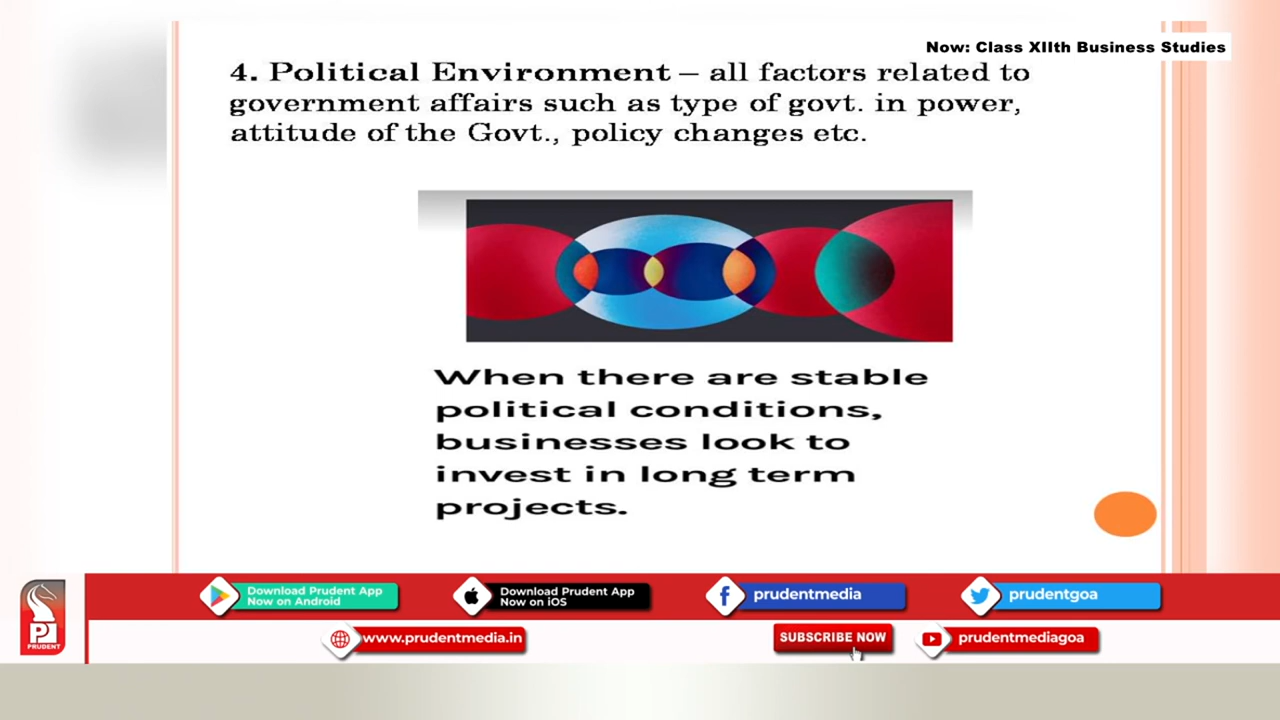 Now: Class XIIth Business Studies
4. Political Environment – all factors related to
government affairs such as type of govt. in power,
attitude of the Govt., policy changes etc.
When there are stable
political conditions,
businesses look to
invest in long term
projects.
Download Prudent App
Now on Android
Download Prudent App
Now on iOS
prudentmedia
prudentgoa
PRUDENT
www.prudentmedia.in
SUBSCRIBE NOW
prudentmediagoa